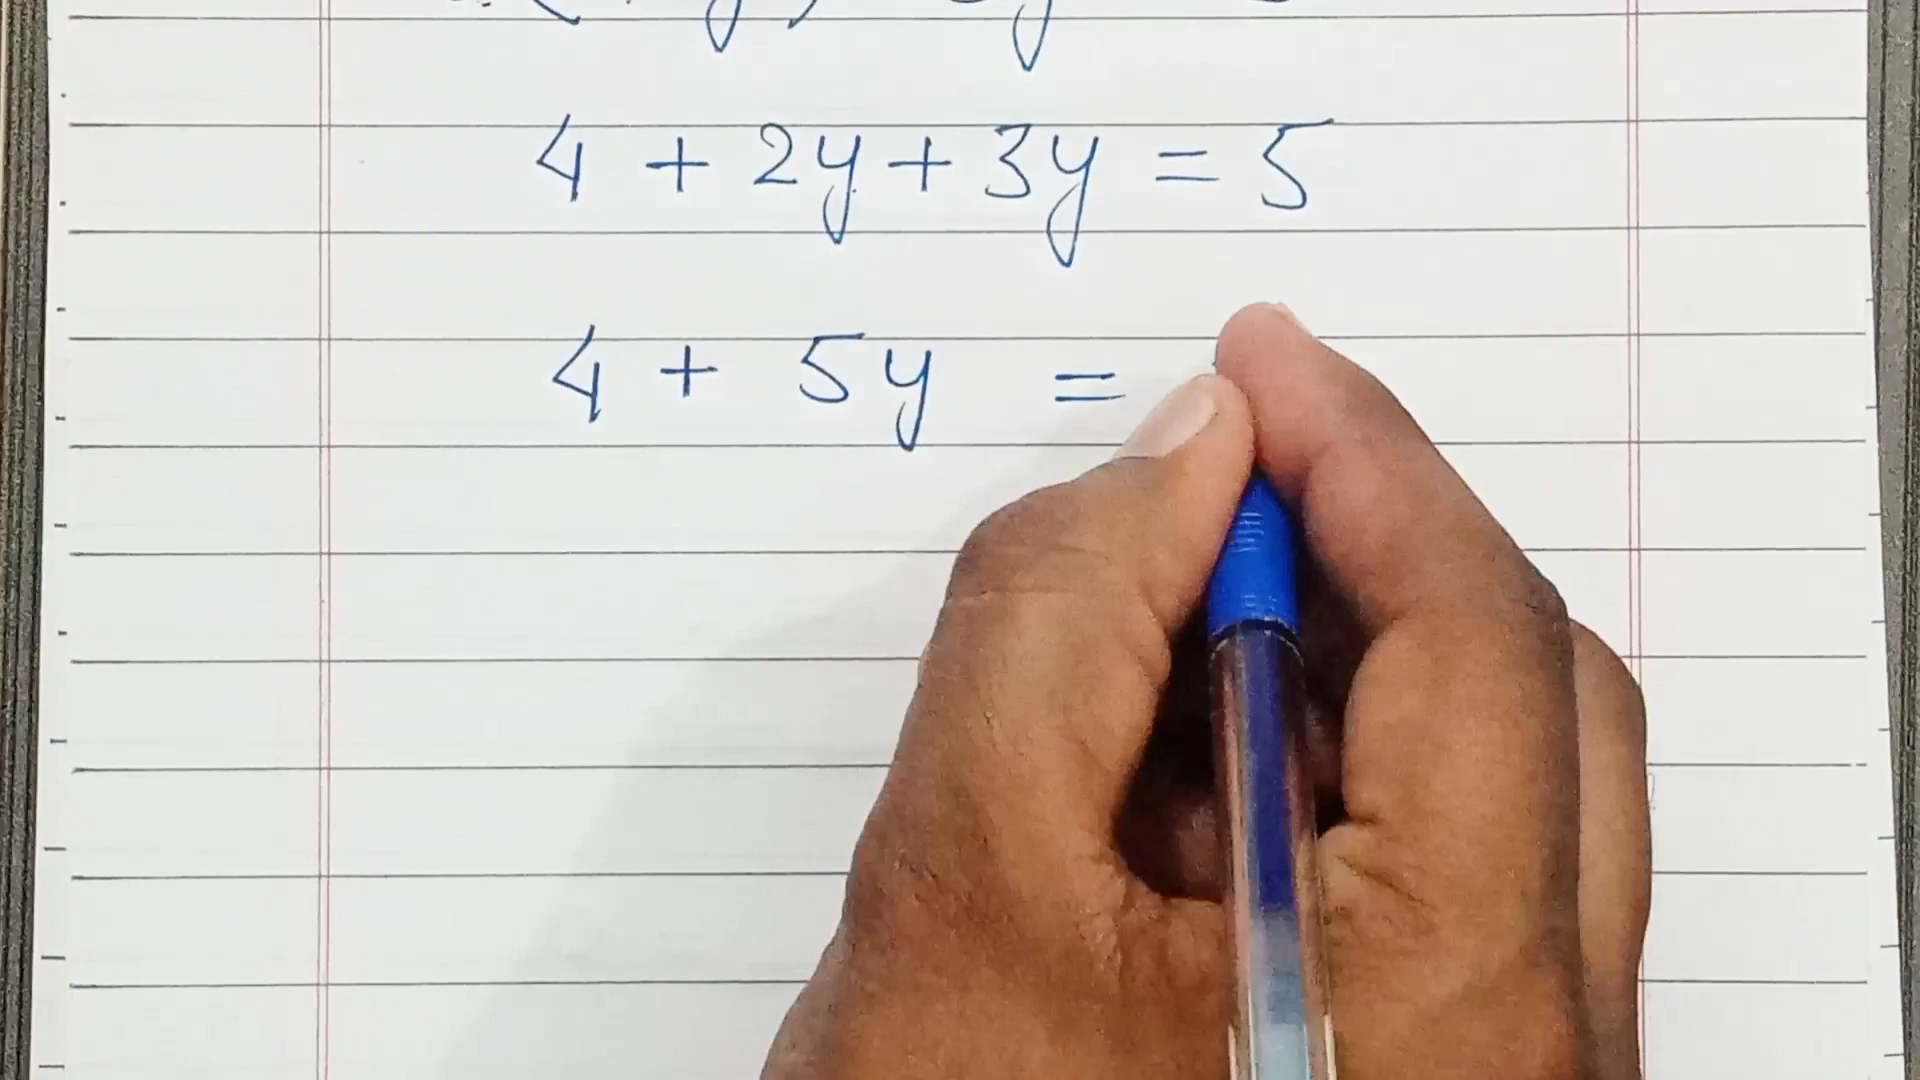 4 + 2y + 3y = 5
4 + 5y =